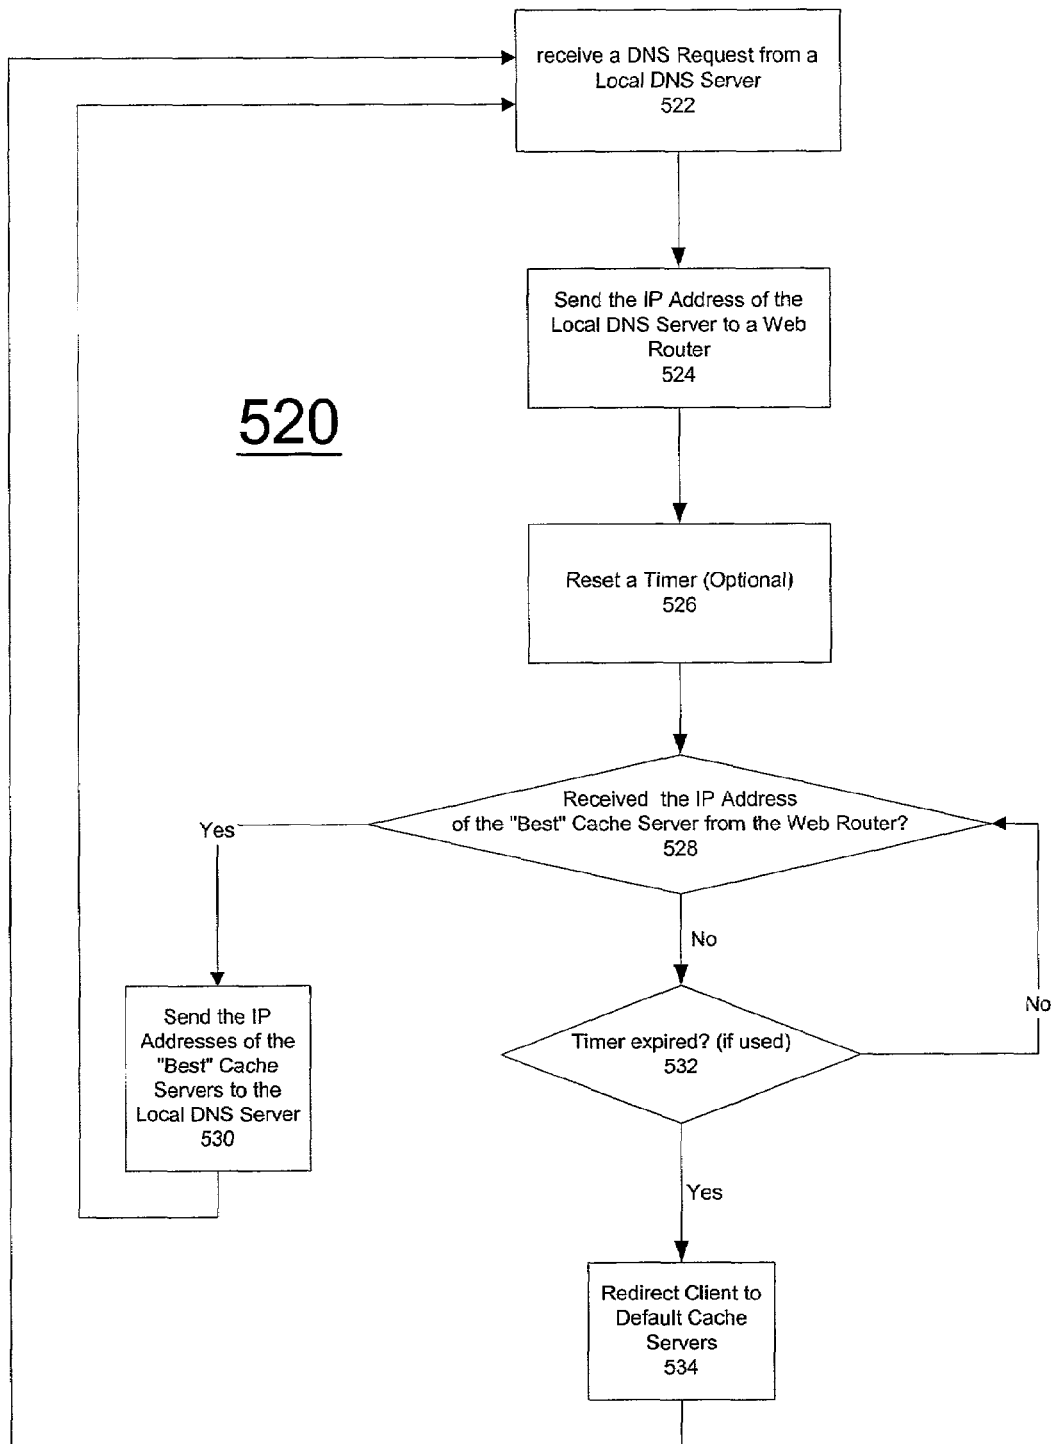 receive a DNS Request from a
Local DNS Server
522
Send the IP Address of the
Local DNS Server to a Web
Router
524
520
Reset a Timer (Optional)
526
Received the IP Address
of the "Best" Cache Server from the Web Router?
528
Yes
No
No
Send the IP
Addresses of the
"Best" Cache
Servers to the
Local DNS Server
530
Timer expired? (if used)
532
Yes
Redirect Client to
Default Cache
Servers
534